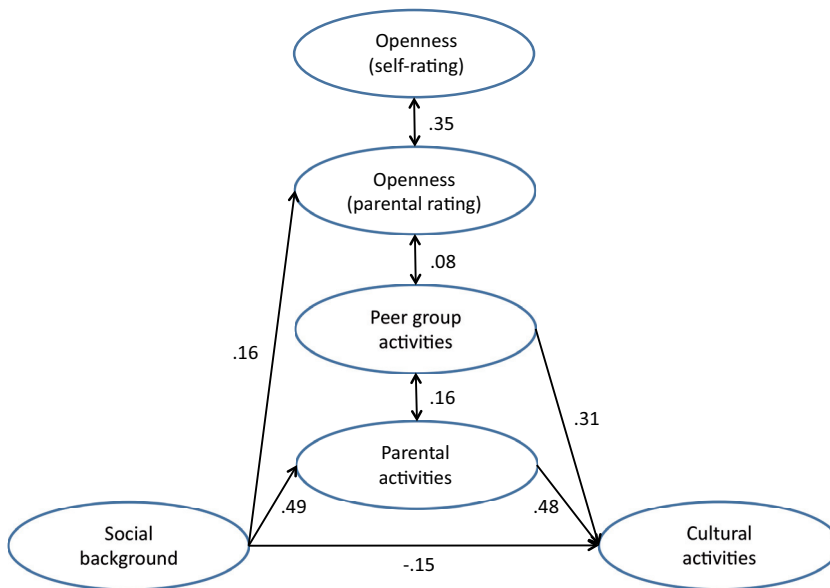 Openness
(self-rating)
.35
Openness
(parental rating)
.08
Peer group
activities
.16
.16
.31
Parental
activities
.49
.48
Social
background
Cultural
activities
-.15